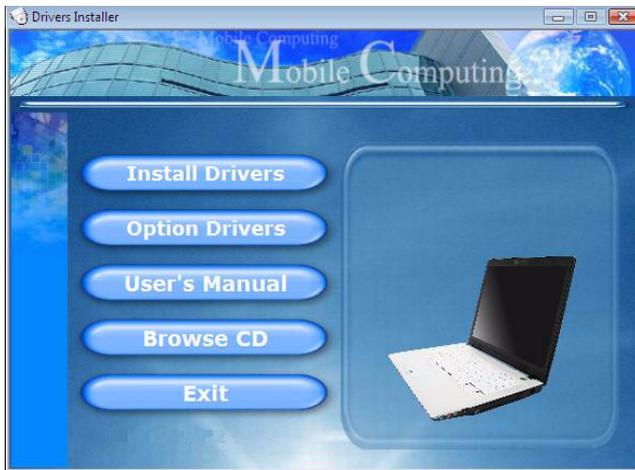 Drivers Installer
Mobile Computing
Mobile Computing
Install Drivers
Option Drivers
User's Manual
Browse CD
Exit